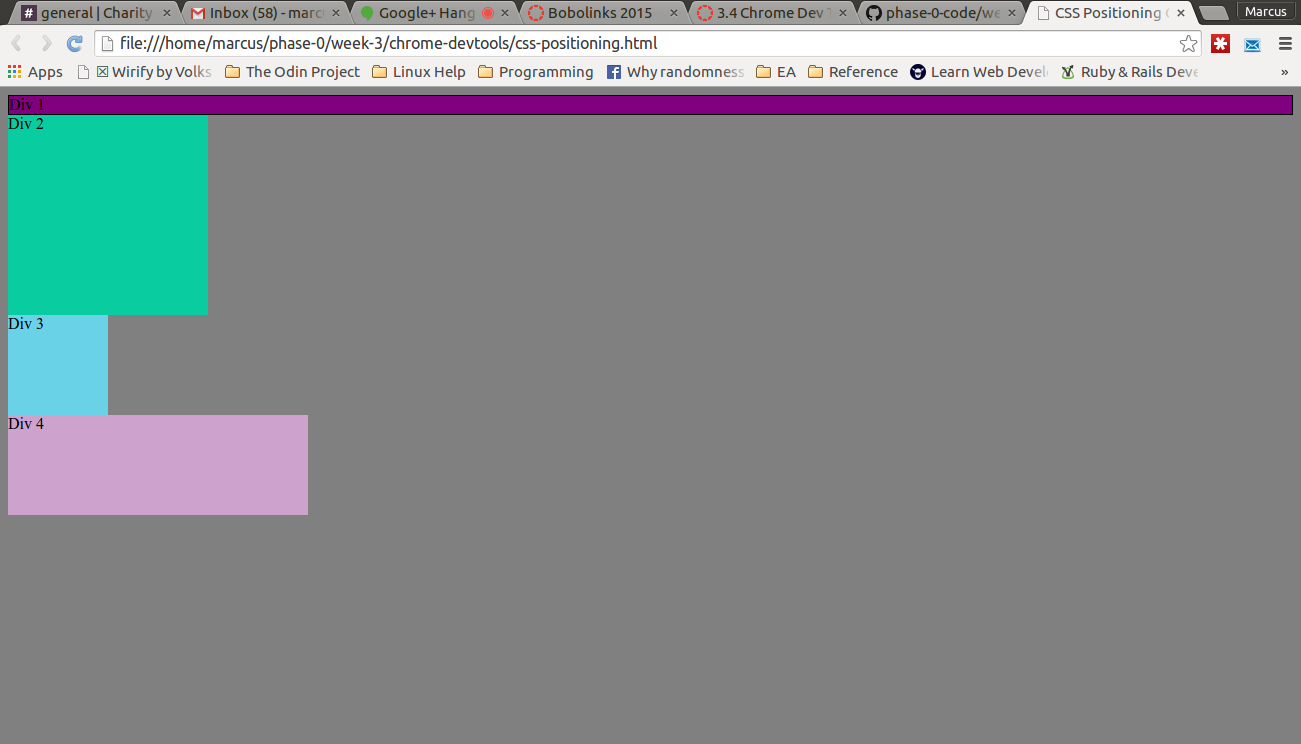 # general | Charity Inbox (58) - marc Google+ Hang Bobolinks 2015 3.4 Chrome Dev phase-0-code/we CSS Positioning Marcus
file:///home/marcus/phase-0/week-3/chrome-devtools/css-positioning.html
Apps Wirify by Volks The Odin Project Linux Help Programming Why randomness EA Reference Learn Web Devel Ruby & Rails Deve »
Div 1
Div 2
Div 3
Div 4